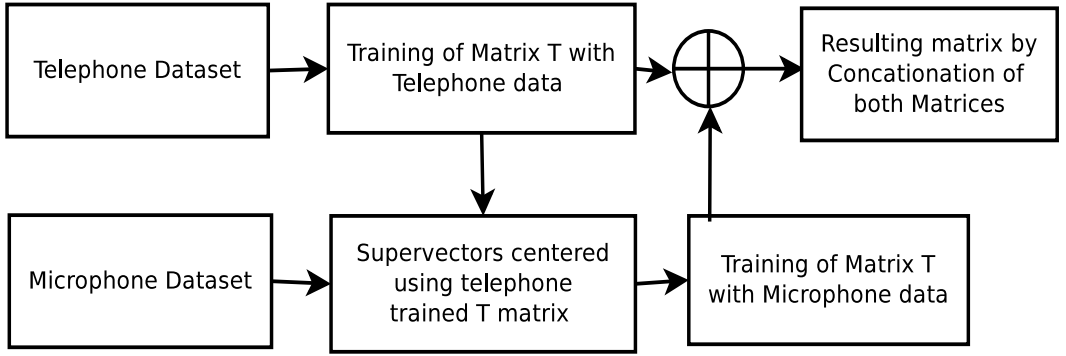 Telephone Dataset
Training of Matrix T with
Telephone data
Resulting matrix by
Concationation of
both Matrices
Microphone Dataset
Supervectors centered
using telephone
trained T matrix
Training of Matrix T
with Microphone data